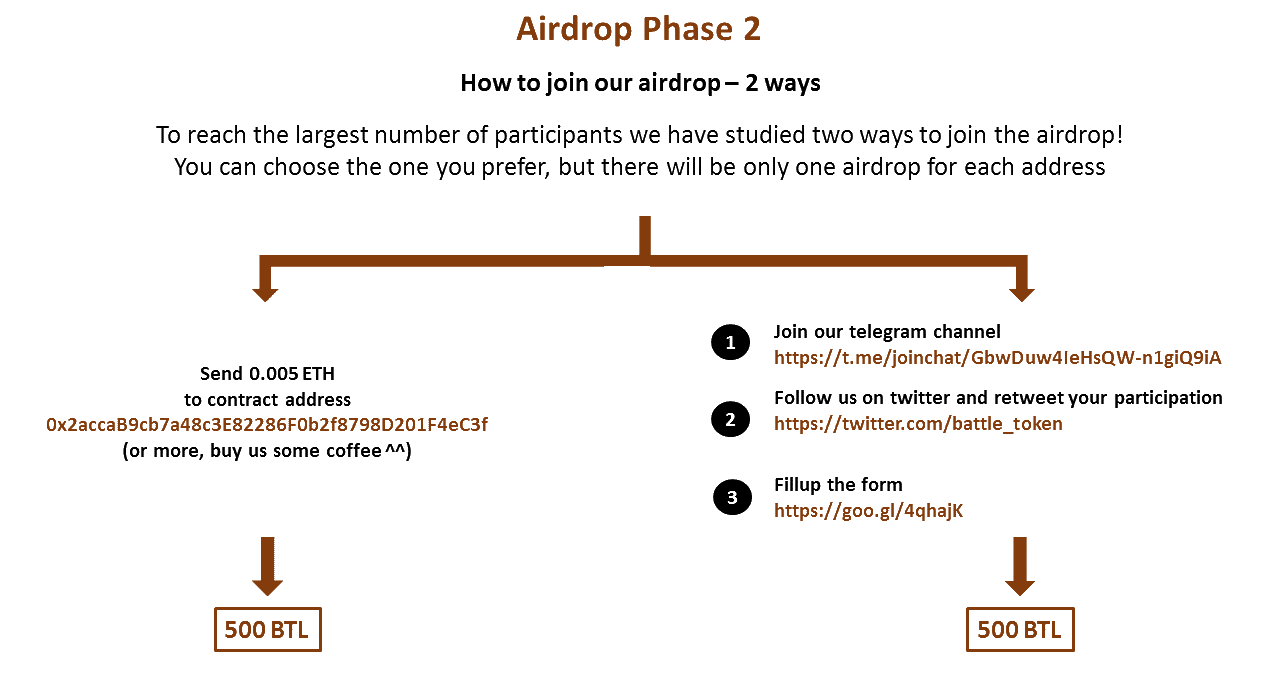 Airdrop Phase 2
How to join our airdrop – 2 ways
To reach the largest number of participants we have studied two ways to join the airdrop!
You can choose the one you prefer, but there will be only one airdrop for each address
Send 0.005 ETH
to contract address
0x2accaB9cb7a48c3E82286F0b2f8798D201F4eC3f
(or more, buy us some coffee ^^)
500 BTL
1
Join our telegram channel
https://t.me/joinchat/GbwDuw4IeHsQW-n1giQ9iA
2
Follow us on twitter and retweet your participation
https://twitter.com/battle_token
3
Fillup the form
https://goo.gl/4qhajK
500 BTL